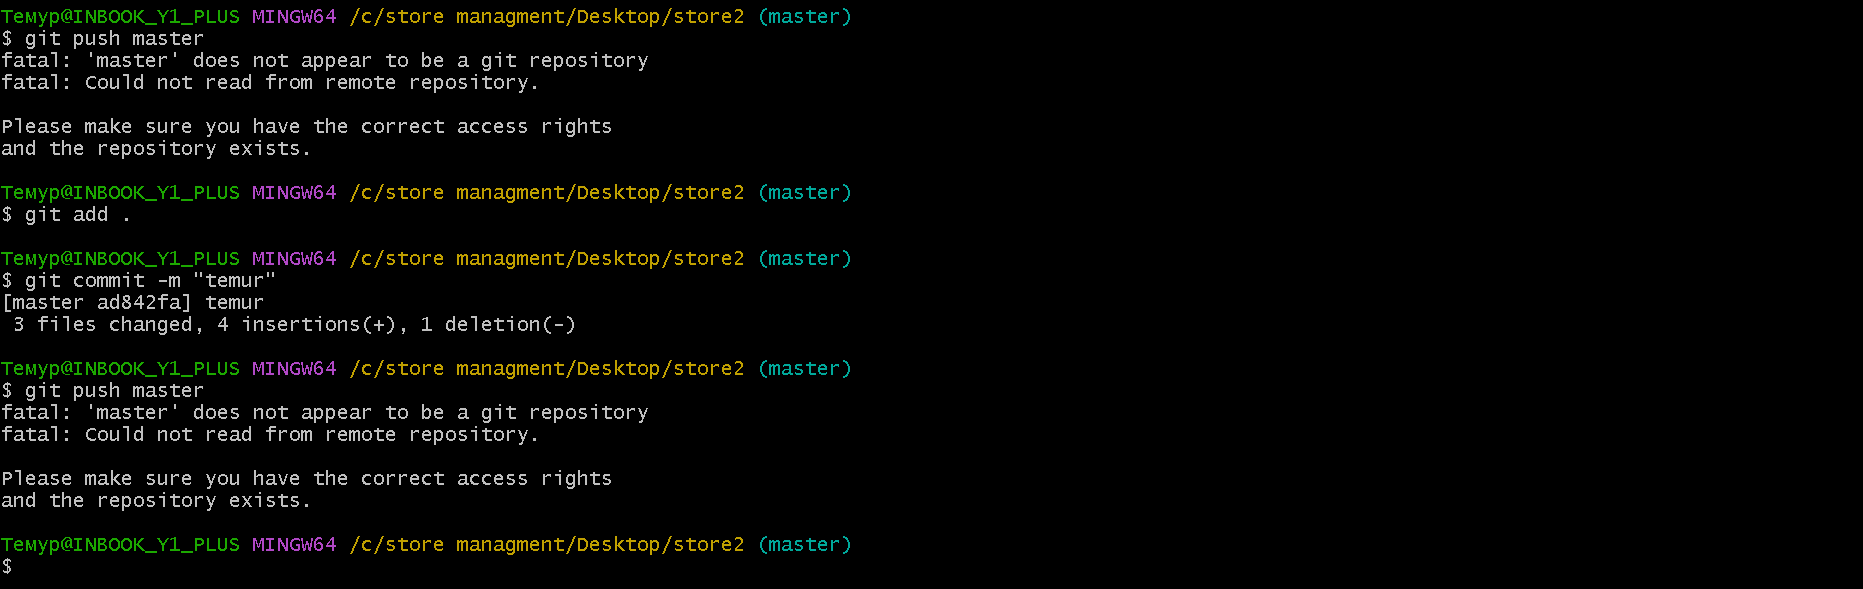 Темур@INBOOK_Y1_PLUS MINGW64 /c/store managment/Desktop/store2 (master)
$ git push master
fatal: 'master' does not appear to be a git repository
fatal: Could not read from remote repository.
Please make sure you have the correct access rights
and the repository exists.
Темур@INBOOK_Y1_PLUS MINGW64 /c/store managment/Desktop/store2 (master)
$ git add .
Темур@INBOOK_Y1_PLUS MINGW64 /c/store managment/Desktop/store2 (master)
$ git commit -m "temur"
[master ad842fa] temur
 3 files changed, 4 insertions(+), 1 deletion(-)
Темур@INBOOK_Y1_PLUS MINGW64 /c/store managment/Desktop/store2 (master)
$ git push master
fatal: 'master' does not appear to be a git repository
fatal: Could not read from remote repository.
Please make sure you have the correct access rights
and the repository exists.
Темур@INBOOK_Y1_PLUS MINGW64 /c/store managment/Desktop/store2 (master)
$